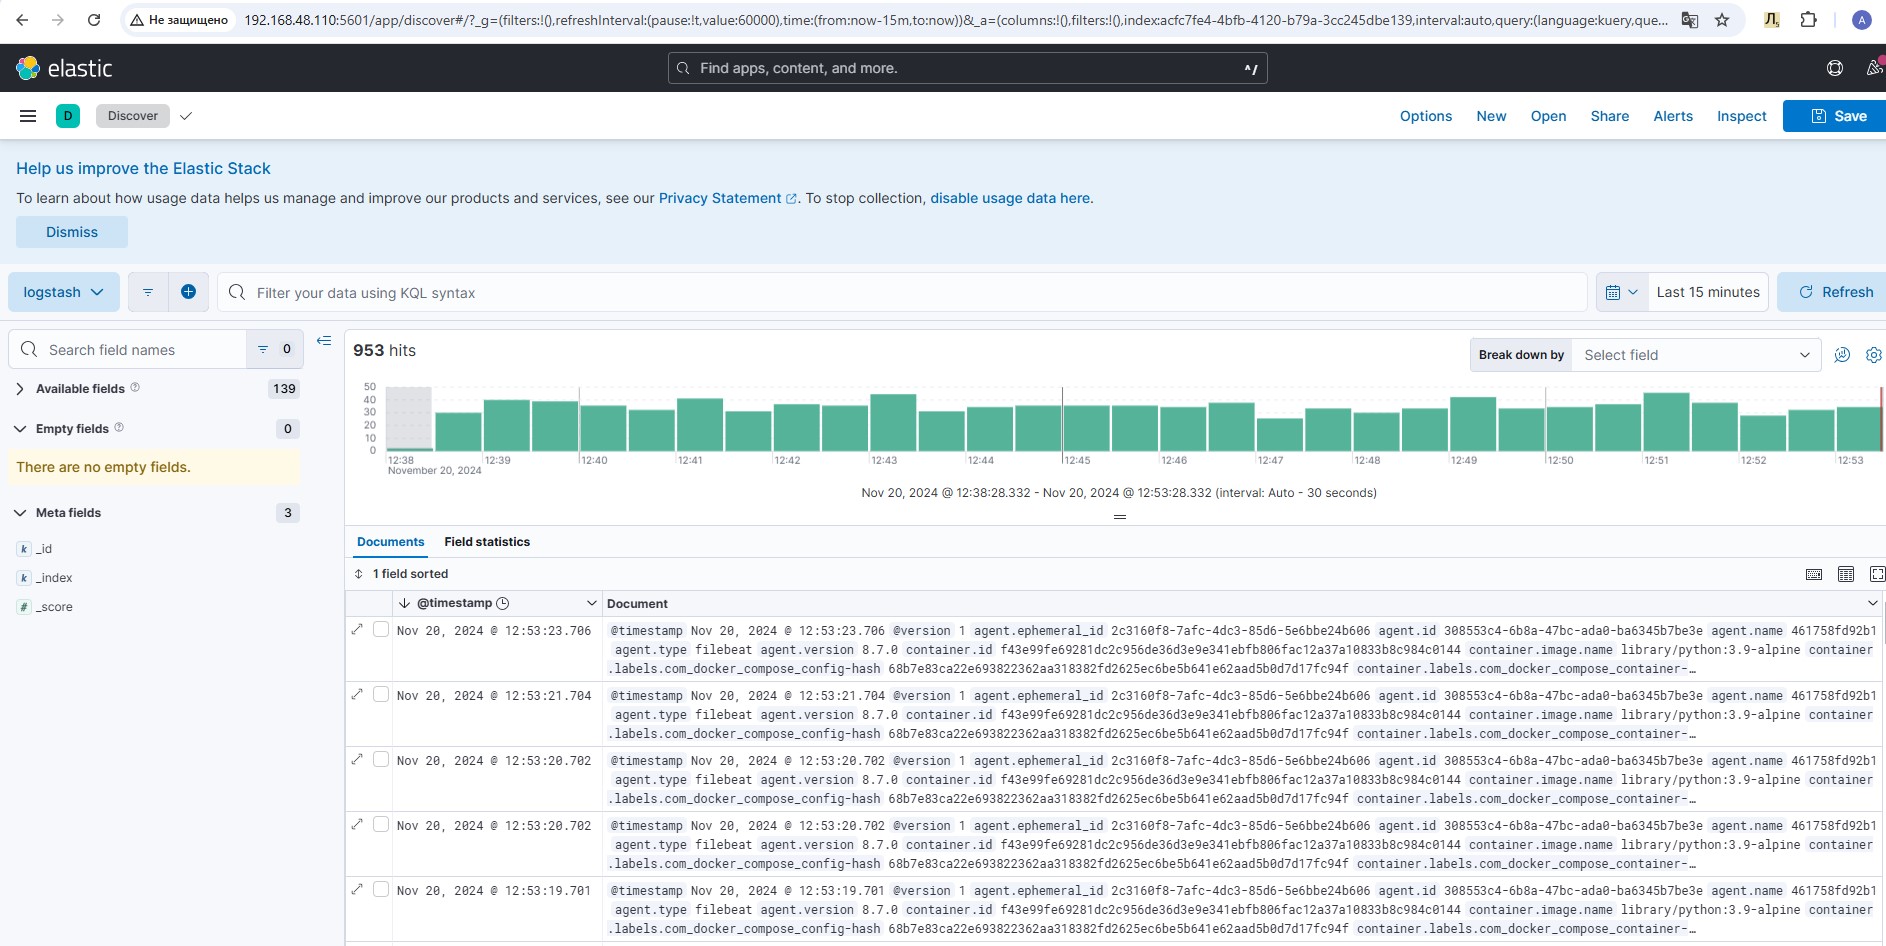 Не защищено 192.168.48.110:5601/app/discover#/?_g=(filters:!(),refreshInterval:(pause:!t,value:60000),time:(from:now-15m,to:now))&_a=(columns:!(),filters:!(),index:acfc7fe4-4bfb-4120-b79a-3cc245dbe139,interval:auto,query:(language:kuery,que... A
elastic Find apps, content, and more. ^/
D Discover Options New Open Share Alerts Inspect Save
Help us improve the Elastic Stack
To learn about how usage data helps us manage and improve our products and services, see our Privacy Statement. To stop collection, disable usage data here.
Dismiss
logstash Filter your data using KQL syntax Last 15 minutes Refresh
Search field names 0
953 hits Break down by Select field
Available fields 139
Empty fields 0
There are no empty fields.
Meta fields 3
_id
_index
_score
50
40
30
20
10
0
12:38 12:39 12:40 12:41 12:42 12:43 12:44 12:45 12:46 12:47 12:48 12:49 12:50 12:51 12:52 12:53
November 20, 2024
Nov 20, 2024 @ 12:38:28.332 - Nov 20, 2024 @ 12:53:28.332 (interval: Auto - 30 seconds)
Documents Field statistics
1 field sorted
@timestamp Document
Nov 20, 2024 @ 12:53:23.706 @timestamp Nov 20, 2024 @ 12:53:23.706 @version 1 agent.ephemeral_id 2c3160f8-7afc-4dc3-85d6-5e6bbe24b606 agent.id 308553c4-6b8a-47bc-ada0-ba6345b7be3e agent.name 461758fd92b1
agent.type filebeat agent.version 8.7.0 container.id f43e99fe69281dc2c956de36d3e9e341ebfb806fac12a37a10833b8c984c0144 container.image.name library/python:3.9-alpine container
.labels.com_docker_compose_config-hash 68b7e83ca22e693822362aa318382fd2625ec6be5b641e62aad5b0d7d17fc94f container.labels.com_docker_compose_container-…
Nov 20, 2024 @ 12:53:21.704 @timestamp Nov 20, 2024 @ 12:53:21.704 @version 1 agent.ephemeral_id 2c3160f8-7afc-4dc3-85d6-5e6bbe24b606 agent.id 308553c4-6b8a-47bc-ada0-ba6345b7be3e agent.name 461758fd92b1
agent.type filebeat agent.version 8.7.0 container.id f43e99fe69281dc2c956de36d3e9e341ebfb806fac12a37a10833b8c984c0144 container.image.name library/python:3.9-alpine container
.labels.com_docker_compose_config-hash 68b7e83ca22e693822362aa318382fd2625ec6be5b641e62aad5b0d7d17fc94f container.labels.com_docker_compose_container-…
Nov 20, 2024 @ 12:53:20.702 @timestamp Nov 20, 2024 @ 12:53:20.702 @version 1 agent.ephemeral_id 2c3160f8-7afc-4dc3-85d6-5e6bbe24b606 agent.id 308553c4-6b8a-47bc-ada0-ba6345b7be3e agent.name 461758fd92b1
agent.type filebeat agent.version 8.7.0 container.id f43e99fe69281dc2c956de36d3e9e341ebfb806fac12a37a10833b8c984c0144 container.image.name library/python:3.9-alpine container
.labels.com_docker_compose_config-hash 68b7e83ca22e693822362aa318382fd2625ec6be5b641e62aad5b0d7d17fc94f container.labels.com_docker_compose_container-…
Nov 20, 2024 @ 12:53:20.702 @timestamp Nov 20, 2024 @ 12:53:20.702 @version 1 agent.ephemeral_id 2c3160f8-7afc-4dc3-85d6-5e6bbe24b606 agent.id 308553c4-6b8a-47bc-ada0-ba6345b7be3e agent.name 461758fd92b1
agent.type filebeat agent.version 8.7.0 container.id f43e99fe69281dc2c956de36d3e9e341ebfb806fac12a37a10833b8c984c0144 container.image.name library/python:3.9-alpine container
.labels.com_docker_compose_config-hash 68b7e83ca22e693822362aa318382fd2625ec6be5b641e62aad5b0d7d17fc94f container.labels.com_docker_compose_container-…
Nov 20, 2024 @ 12:53:19.701 @timestamp Nov 20, 2024 @ 12:53:19.701 @version 1 agent.ephemeral_id 2c3160f8-7afc-4dc3-85d6-5e6bbe24b606 agent.id 308553c4-6b8a-47bc-ada0-ba6345b7be3e agent.name 461758fd92b1
agent.type filebeat agent.version 8.7.0 container.id f43e99fe69281dc2c956de36d3e9e341ebfb806fac12a37a10833b8c984c0144 container.image.name library/python:3.9-alpine container
.labels.com_docker_compose_config-hash 68b7e83ca22e693822362aa318382fd2625ec6be5b641e62aad5b0d7d17fc94f container.labels.com_docker_compose_container-…